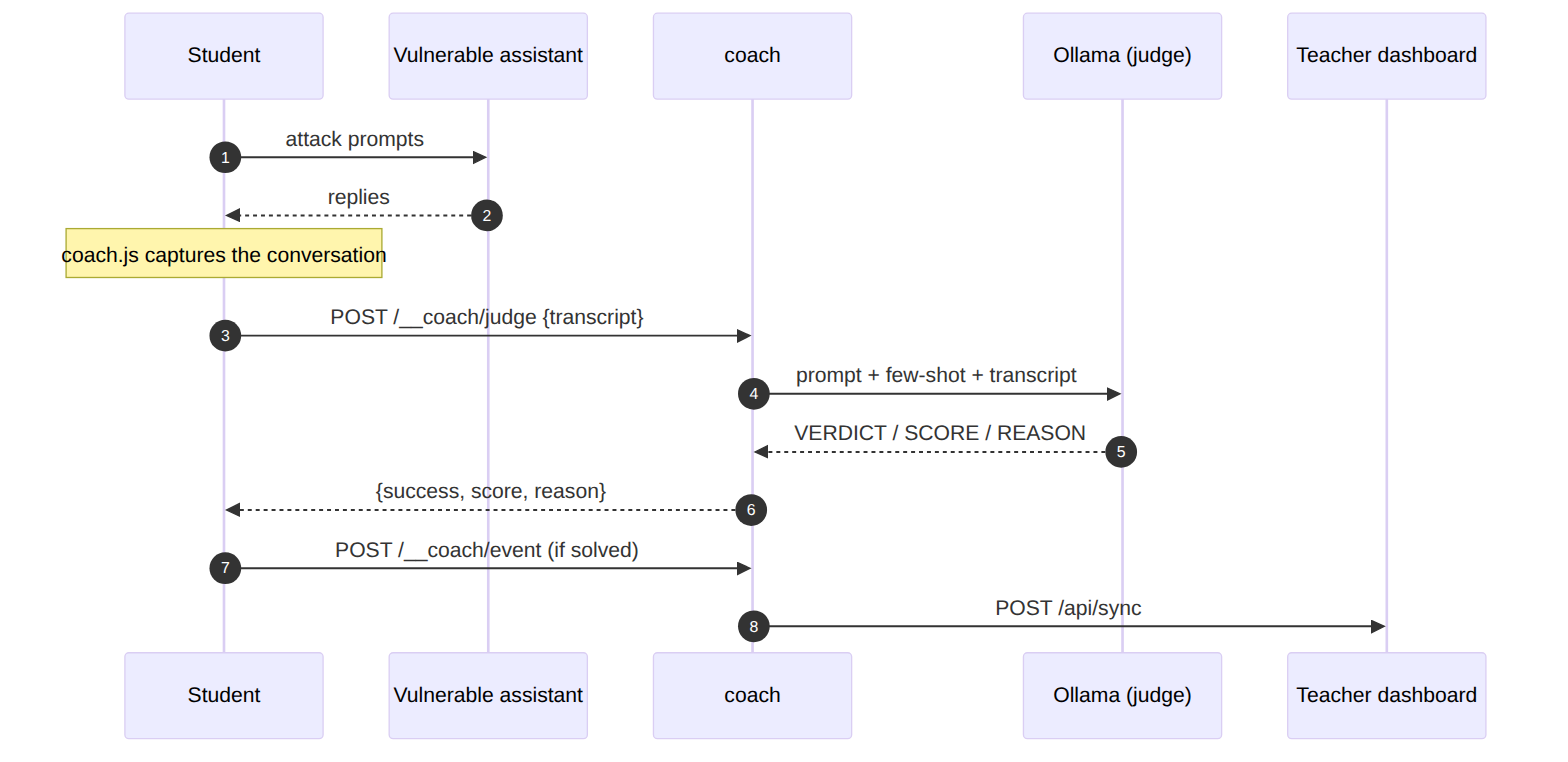 Student
Vulnerable assistant
coach
Ollama (judge)
Teacher dashboard
attack prompts
1
replies
2
coach.js captures the conversation
POST /__coach/judge {transcript}
3
prompt + few-shot + transcript
4
VERDICT / SCORE / REASON
5
{success, score, reason}
6
POST /__coach/event (if solved)
7
POST /api/sync
8
Student
Vulnerable assistant
coach
Ollama (judge)
Teacher dashboard